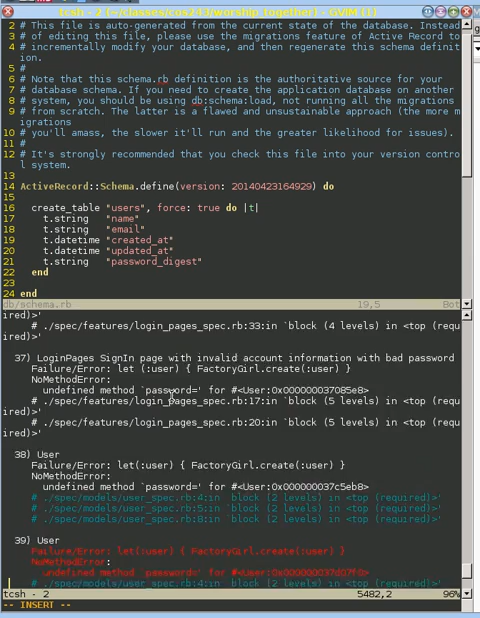 tcsh - 2 (~/classes/cos243/worship_together) - GVIM
2 # This file is auto-generated from the current state of the database. Instead
3 # of editing this file, please use the migrations feature of Active Record to
4 # incrementally modify your database, and then regenerate this schema definit
ion.
5 #
6 # Note that this schema.rb definition is the authoritative source for your
7 # database schema. If you need to create the application database on another
8 # system, you should be using db:schema:load, not running all the migrations
9 # from scratch. The latter is a flawed and unsustainable approach (the more m
igrations
10 # you'll amass, the slower it'll run and the greater likelihood for issues).
11 #
12 # It's strongly recommended that you check this file into your version contro
l system.
13
14 ActiveRecord::Schema.define(version: 20140423164929) do
15
16 create_table "users", force: true do |t|
17 t.string "name"
18 t.string "email"
19 t.datetime "created_at"
20 t.datetime "updated_at"
21 t.string "password_digest"
22 end
23
24 end
db/schema.rb 19,5 Bot
ired)>'
# ./spec/features/login_pages_spec.rb:33:in `block (4 levels) in <top (requ
ired)>'
37) LoginPages SignIn page with invalid account information with bad password
Failure/Error: let (:user) { FactoryGirl.create(:user) }
NoMethodError:
undefined method `password=' for #<User:0x000000037085e8>
# ./spec/features/login_pages_spec.rb:17:in `block (5 levels) in <top (requ
ired)>'
# ./spec/features/login_pages_spec.rb:20:in `block (5 levels) in <top (requ
ired)>'
38) User
Failure/Error: let(:user) { FactoryGirl.create(:user) }
NoMethodError:
undefined method `password=' for #<User:0x000000037c5eb8>
# ./spec/models/user_spec.rb:4:in `block (2 levels) in <top (required)>'
# ./spec/models/user_spec.rb:5:in `block (2 levels) in <top (required)>'
# ./spec/models/user_spec.rb:8:in `block (2 levels) in <top (required)>'
39) User
Failure/Error: let(:user) { FactoryGirl.create(:user) }
NoMethodError:
undefined method `password=' for #<User:0x000000037d07f0>
# ./spec/models/user_spec.rb:4:in `block (2 levels) in <top (required)>'
tcsh - 2 5482,2 96%
-- INSERT --